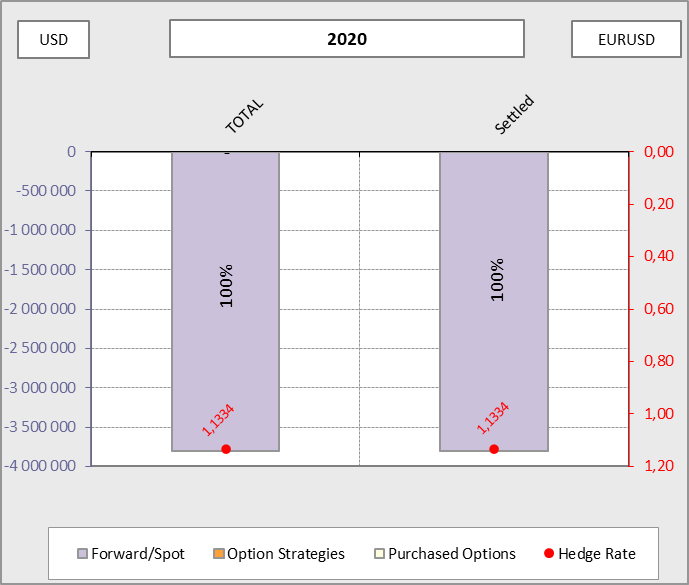 USD
2020
EURUSD
TOTAL
Settled
0
-500 000
-1 000 000
-1 500 000
-2 000 000
-2 500 000
-3 000 000
-3 500 000
-4 000 000
100%
100%
1,1334
1,1334
0,00
0,20
0,40
0,60
0,80
1,00
1,20
Forward/Spot
Option Strategies
Purchased Options
Hedge Rate